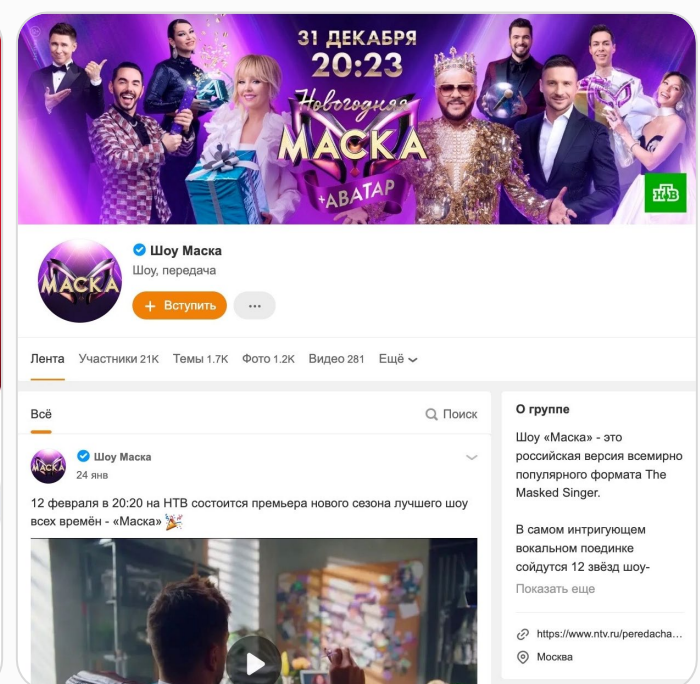 31 ДЕКАБРЯ
20:23
Новогодняя
МАСКА
+АВАТАР
НТВ
МАСКА
Шоу Маска
Шоу, передача
+ Вступить
...
Лента Участники 21K Темы 1.7K Фото 1.2K Видео 281 Ещё
Всё
Поиск
МАСКА
Шоу Маска
24 янв
12 февраля в 20:20 на НТВ состоится премьера нового сезона лучшего шоу
всех времён - «Маска»
О группе
Шоу «Маска» - это
российская версия всемирно
популярного формата The
Masked Singer.
В самом интригующем
вокальном поединке
сойдутся 12 звёзд шоу-
Показать еще
https://www.ntv.ru/peredacha...
Москва